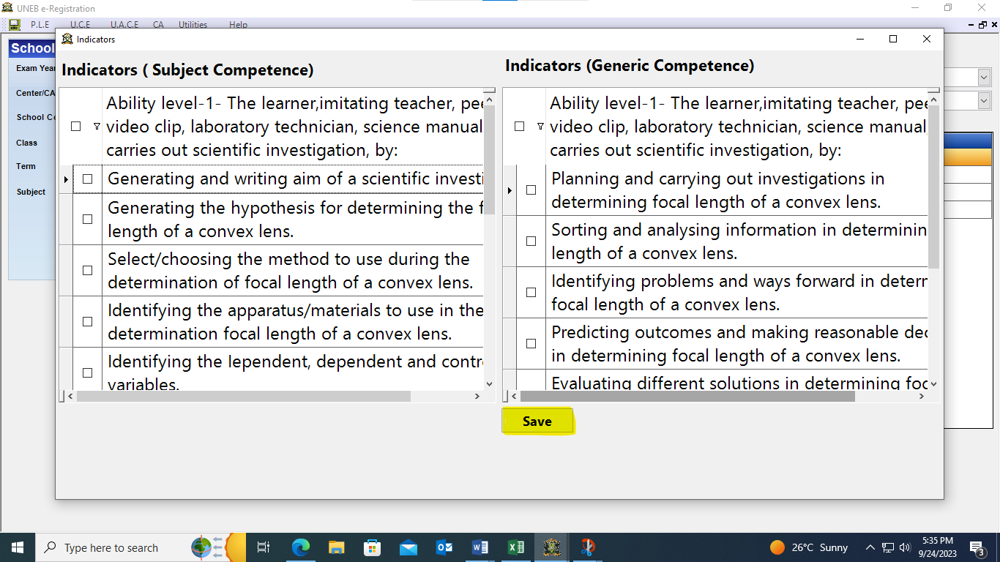 UNEB e-Registration
P.L.E U.C.E U.A.C.E CA Utilities Help
School
Exam Year
Center/CA
School Co
Class
Term
Subject
Indicators
Indicators ( Subject Competence)
Ability level-1- The learner,imitating teacher,
video clip, laboratory technician, science manual
carries out scientific investigation, by:
Generating and writing aim of a scientific
Generating the hypothesis for determining the
length of a convex lens.
Select/choosing the method to use during the
determination of focal length of a convex lens.
Identifying the apparatus/materials to use in the
determination focal length of a convex lens.
Identifying the Iependent, dependent and
variables.
Indicators (Generic Competence)
Ability level-1- The learner,imitating teacher,
video clip, laboratory technician, science manual,
carries out scientific investigation, by:
Planning and carrying out investigations in
determining focal length of a convex lens.
Sorting and analysing information in
length of a convex lens.
Identifying problems and ways forward in
focal length of a convex lens.
Predicting outcomes and making reasonable
in determining focal length of a convex lens.
Evaluating different solutions in determining
Save
Type here to search
26°C Sunny
5:35 PM
9/24/2023
3